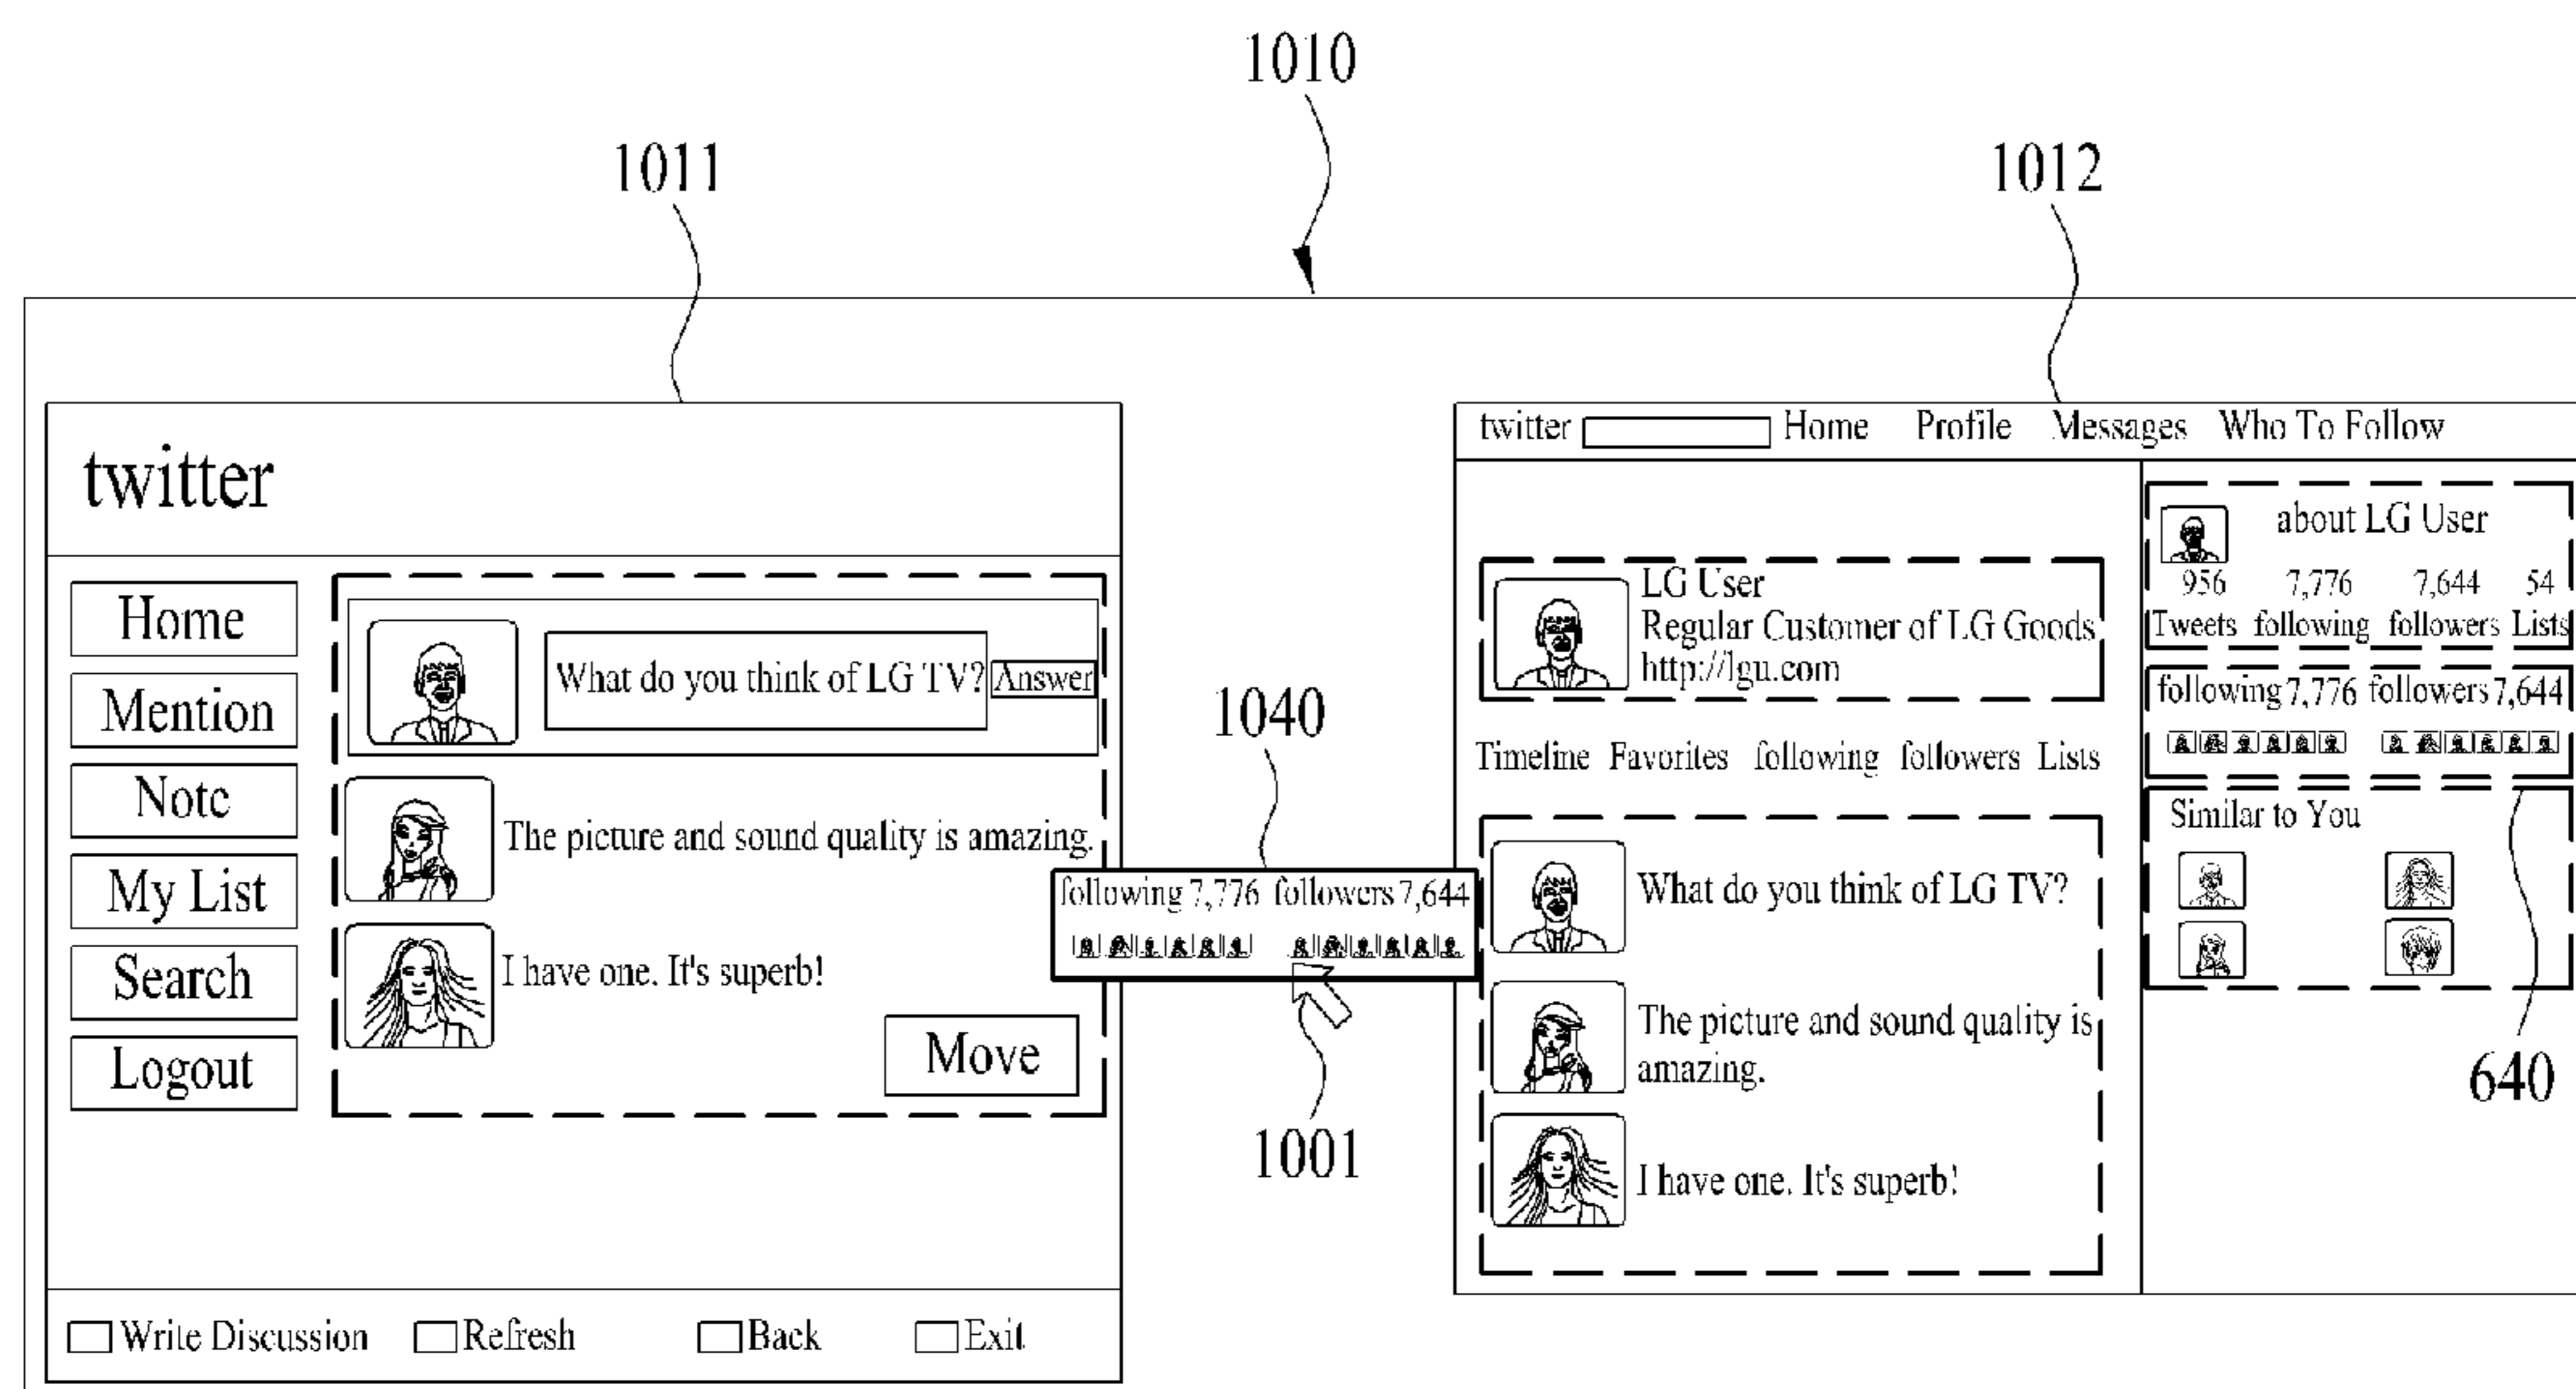 1010
1011
1012
twitter
Home
Mention
Note
My List
Search
Logout
What do you think of LG TV? Answer
The picture and sound quality is amazing.
I have one. It's superb!
Move
Write Discussion Refresh Back Exit
1040
following 7,776 followers 7,644
1001
twitter Home Profile Messages Who To Follow
LG User
Regular Customer of LG Goods
http://lgu.com
Timeline Favorites following followers Lists
What do you think of LG TV?
The picture and sound quality is
amazing.
I have one. It's superb!
about LG User
956 7,776 7,644 54
Tweets following followers Lists
following 7,776 followers 7,644
Similar to You
640